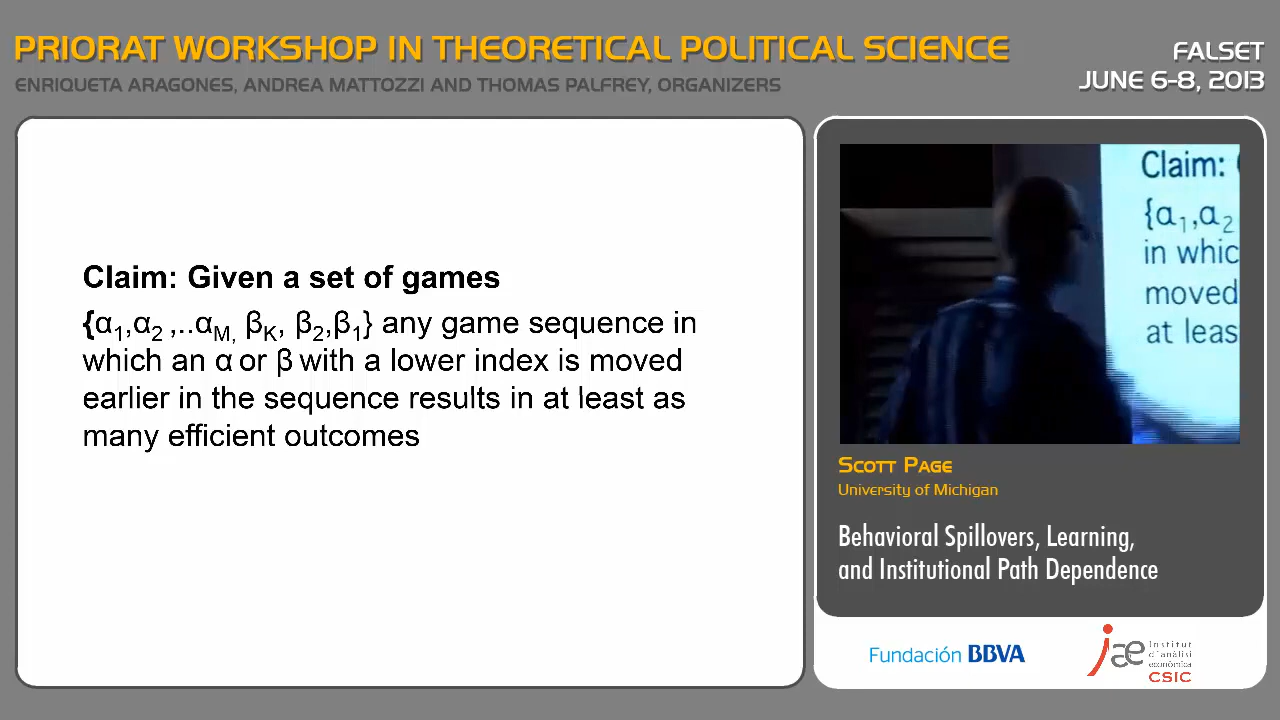 PRIORAT WORKSHOP IN THEORETICAL POLITICAL SCIENCE
ENRIQUETA ARAGONES, ANDREA MATTOZZI AND THOMAS PALFREY, ORGANIZERS
FALSET
JUNE 6-8, 2013
Claim: Given a set of games
{α1,α2 ,..αM, βK, β2,β1} any game sequence in
which an α or β with a lower index is moved
earlier in the sequence results in at least as
many efficient outcomes
Claim:
{α1,α2
in whic
moved
at leas
SCOTT PAGE
University of Michigan
Behavioral Spillovers, Learning,
and Institutional Path Dependence
Fundación BBVA
iae
Institut
d'anàlisi
econòmica
CSIC